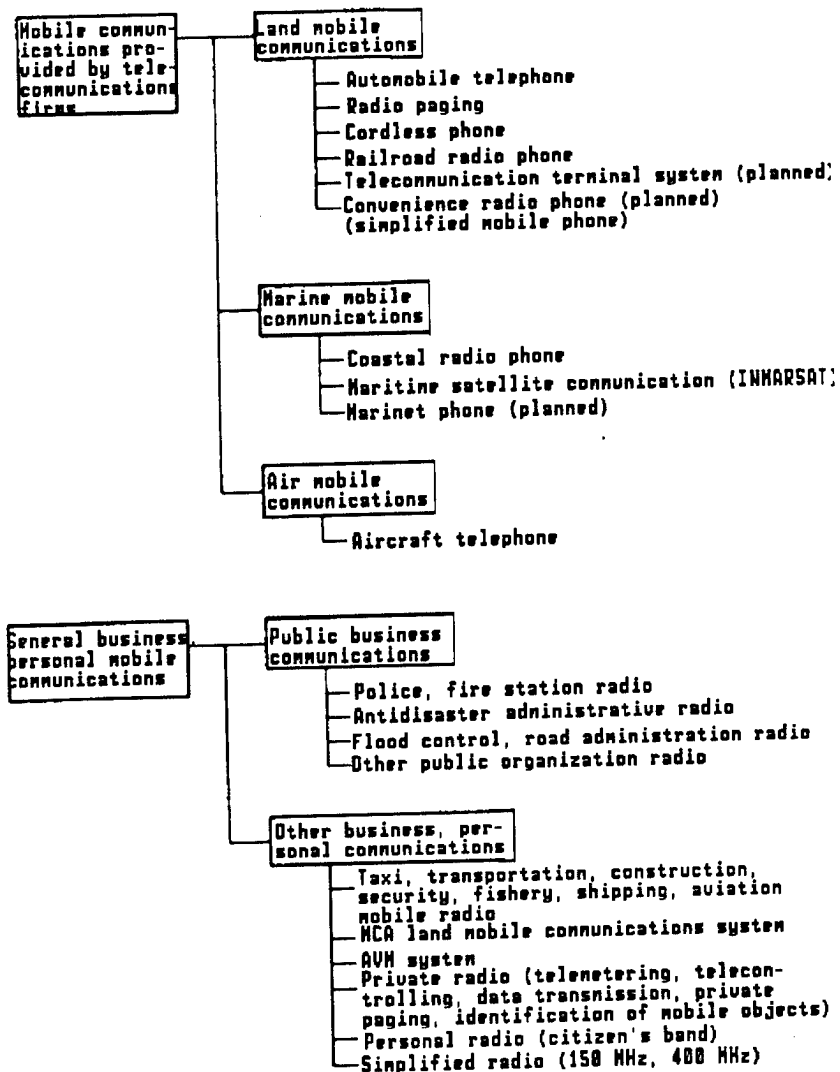 Mobile commun-
ications pro-
vided by tele-
communications
firms
Land mobile
communications
Automobile telephone
Radio paging
Cordless phone
Railroad radio phone
Telecommunication terminal system (planned)
Convenience radio phone (planned)
(simplified mobile phone)
Marine mobile
communications
Coastal radio phone
Maritime satellite communication (INMARSAT)
Marinet phone (planned)
Air mobile
communications
Aircraft telephone
General business,
personal mobile
communications
Public business
communications
Police, fire station radio
Antidisaster administrative radio
Flood control, road administration radio
Other public organization radio
Other business, per-
sonal communications
Taxi, transportation, construction,
security, fishery, shipping, aviation
mobile radio
MCA land mobile communications system
AVM system
Private radio (telemetering, telecon-
trolling, data transmission, private
paging, identification of mobile objects)
Personal radio (citizen's band)
Simplified radio (150 MHz, 400 MHz)